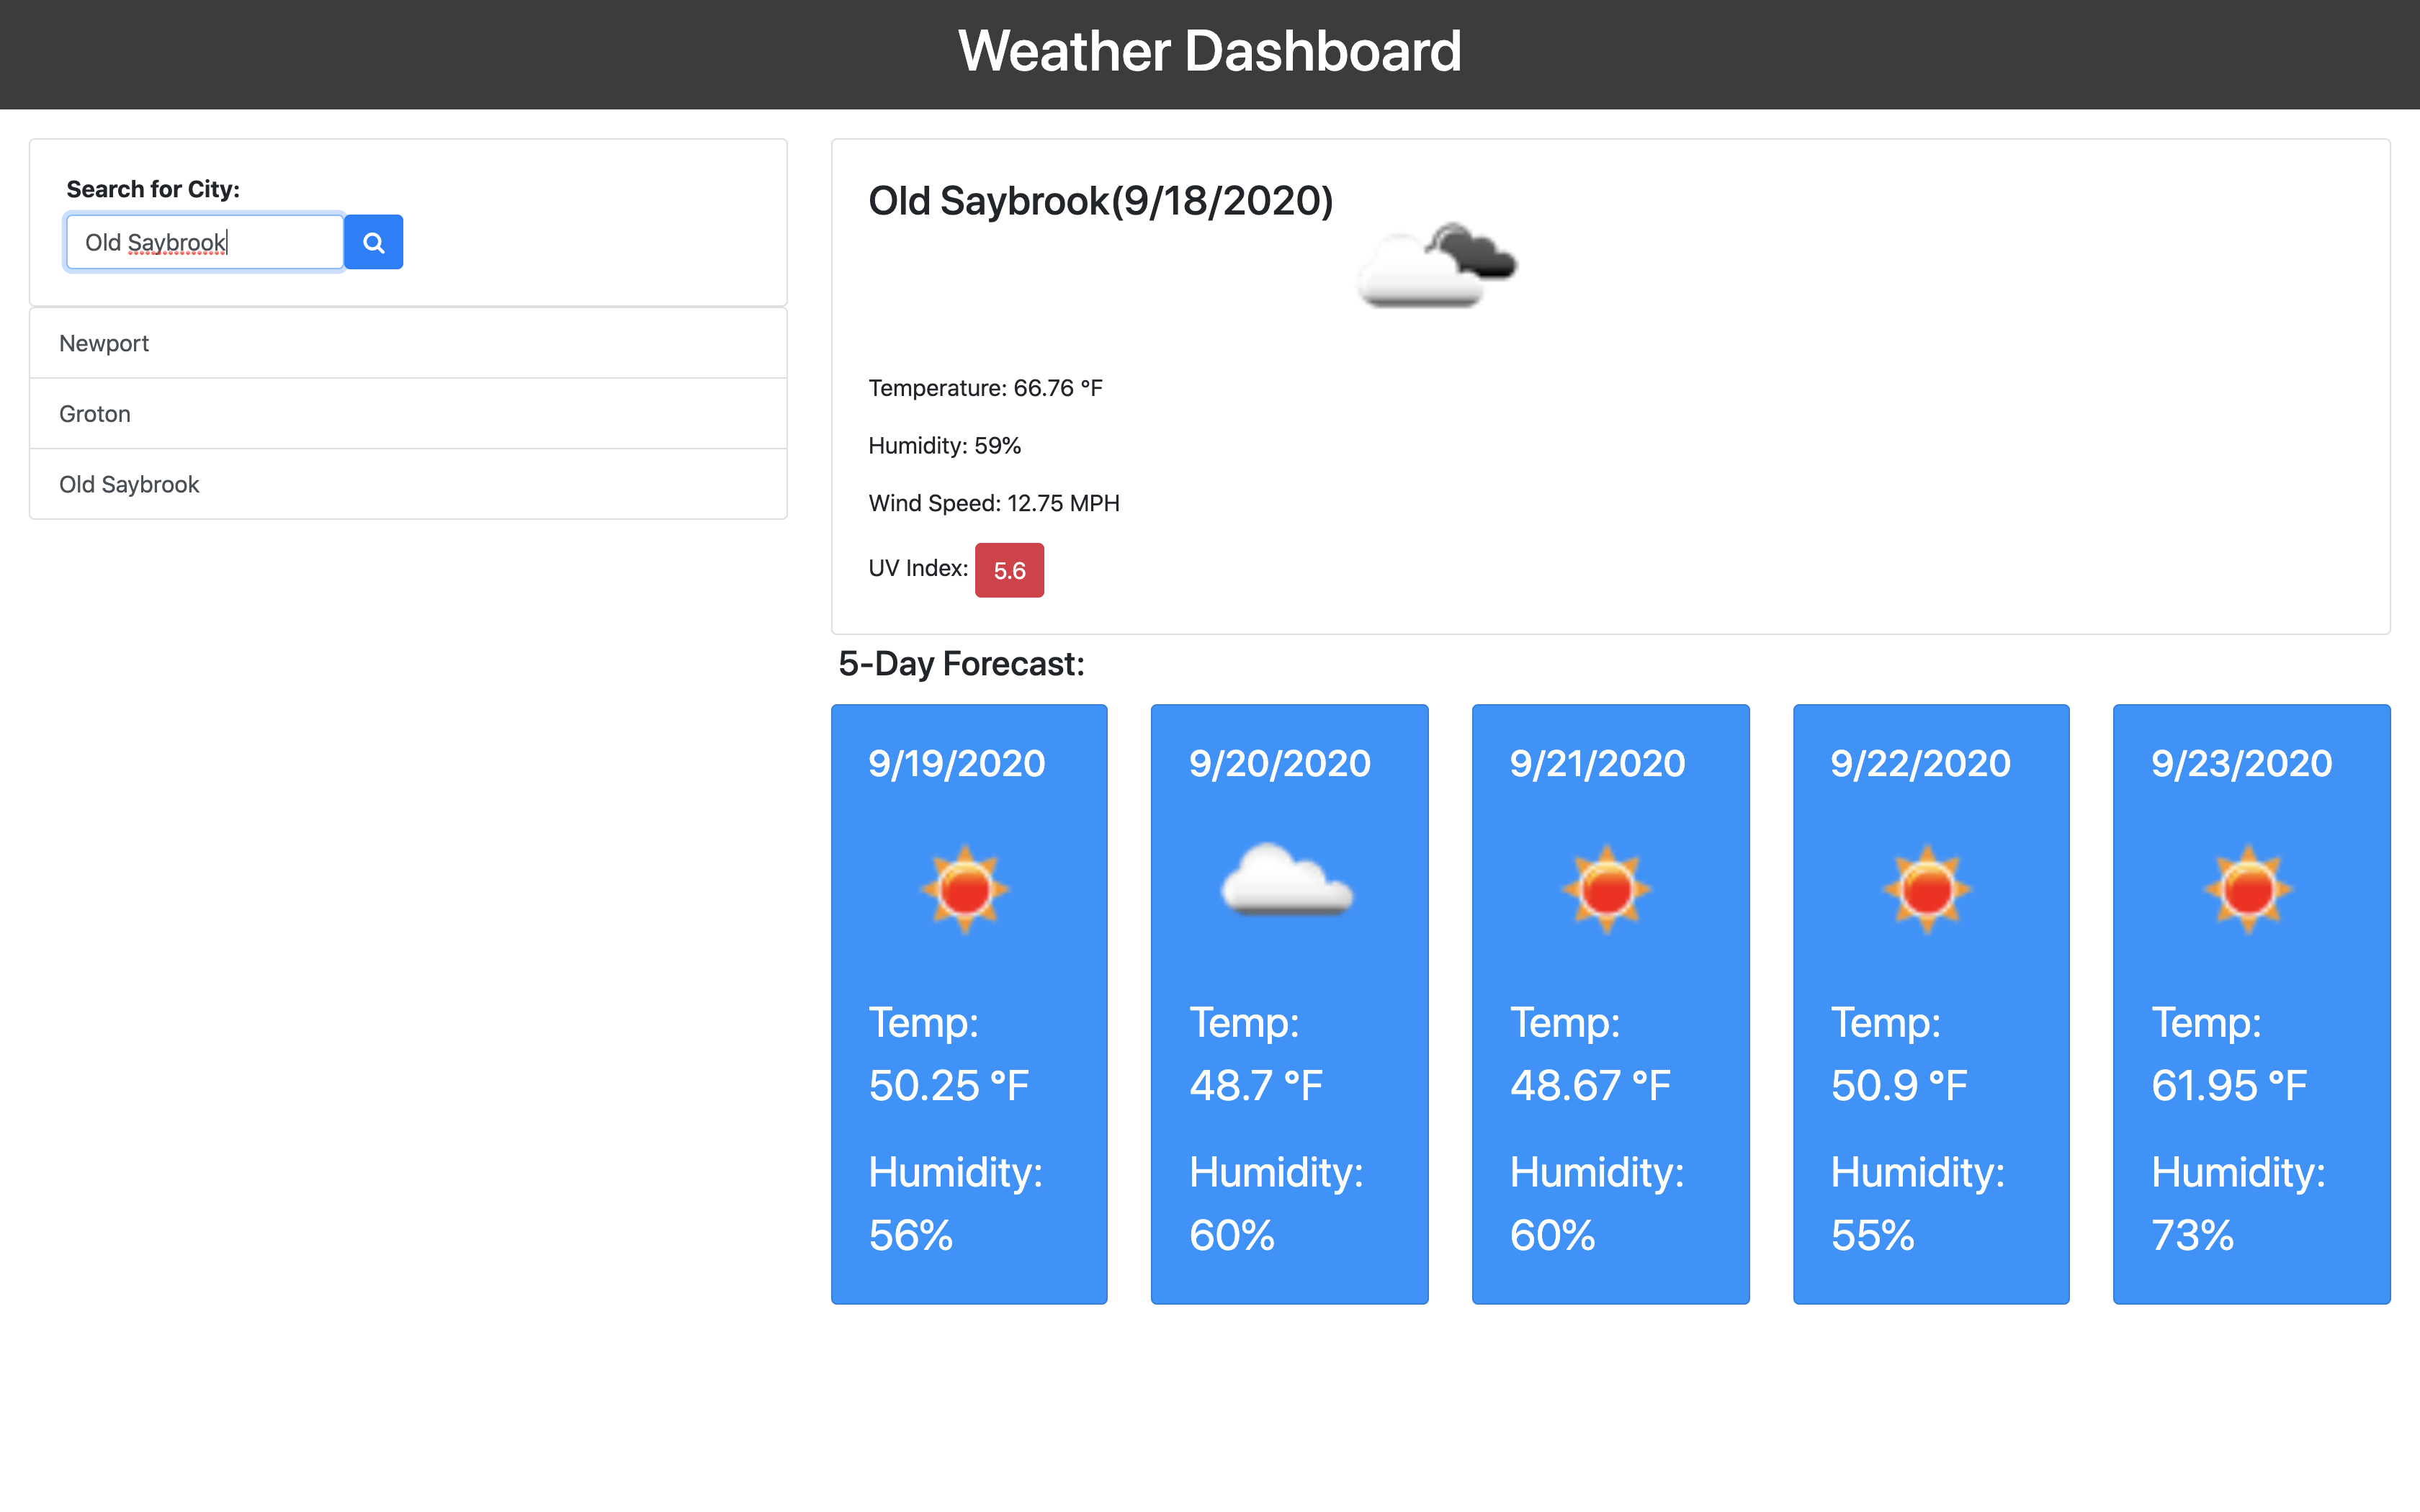 Weather Dashboard
Search for City:
Old Saybrook
Newport
Groton
Old Saybrook
Old Saybrook(9/18/2020)
Temperature: 66.76 °F
Humidity: 59%
Wind Speed: 12.75 MPH
UV Index: 5.6
5-Day Forecast:
9/19/2020
Temp:
50.25 °F
Humidity:
56%
9/20/2020
Temp:
48.7 °F
Humidity:
60%
9/21/2020
Temp:
48.67 °F
Humidity:
60%
9/22/2020
Temp:
50.9 °F
Humidity:
55%
9/23/2020
Temp:
61.95 °F
Humidity:
73%